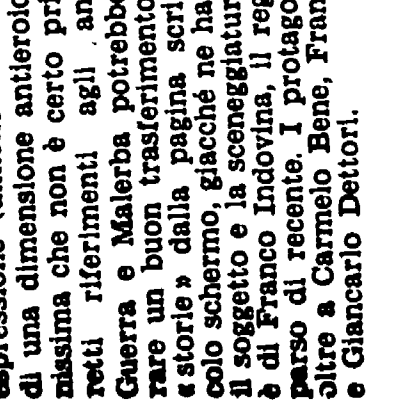 di una dimensione antieroic
nissima che non è certo pri
retti riferimenti agli an
Guerra e Malerba potrebbe
rare un buon trasferimento
« storie » dalla pagina scri
colo schermo, giacché ne ha
il soggetto e la sceneggiatur
è di Franco Indovina, il reg
parso di recente. I protago
oltre a Carmelo Bene, Fran
e Giancarlo Dettori.